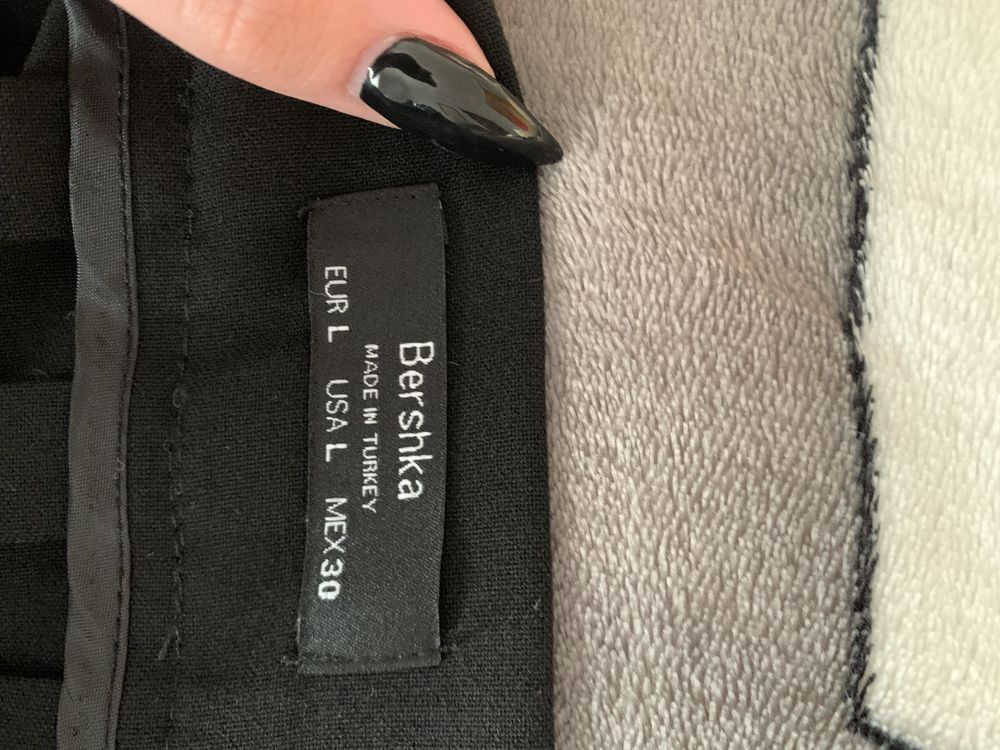 Bershka
MADE IN TURKEY
EUR L USA L MEX 30